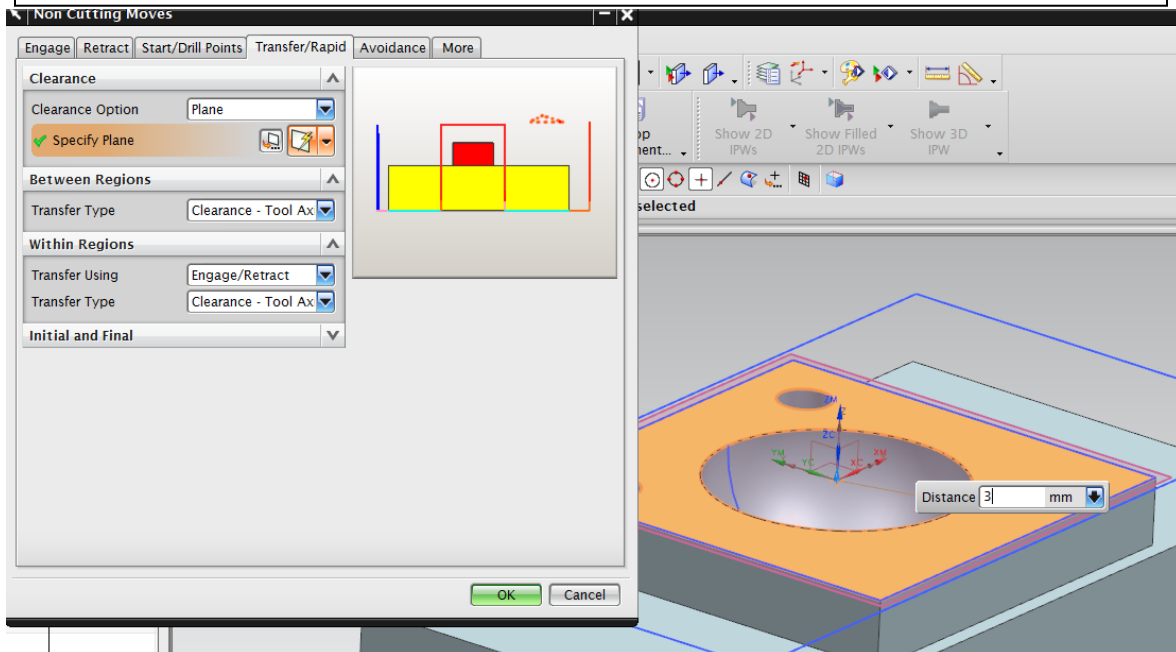 Non Cutting Moves
Engage Retract Start/Drill Points Transfer/Rapid Avoidance More
Clearance
Clearance Option Plane
Specify Plane
Between Regions
Transfer Type Clearance - Tool Ax
Within Regions
Transfer Using Engage/Retract
Transfer Type Clearance - Tool Ax
Initial and Final
OK Cancel
Show 2D IPWs
Show Filled 2D IPWs
Show 3D IPW
selected
ZM
Z
ZC
YM YC XC XM
Distance 3 mm